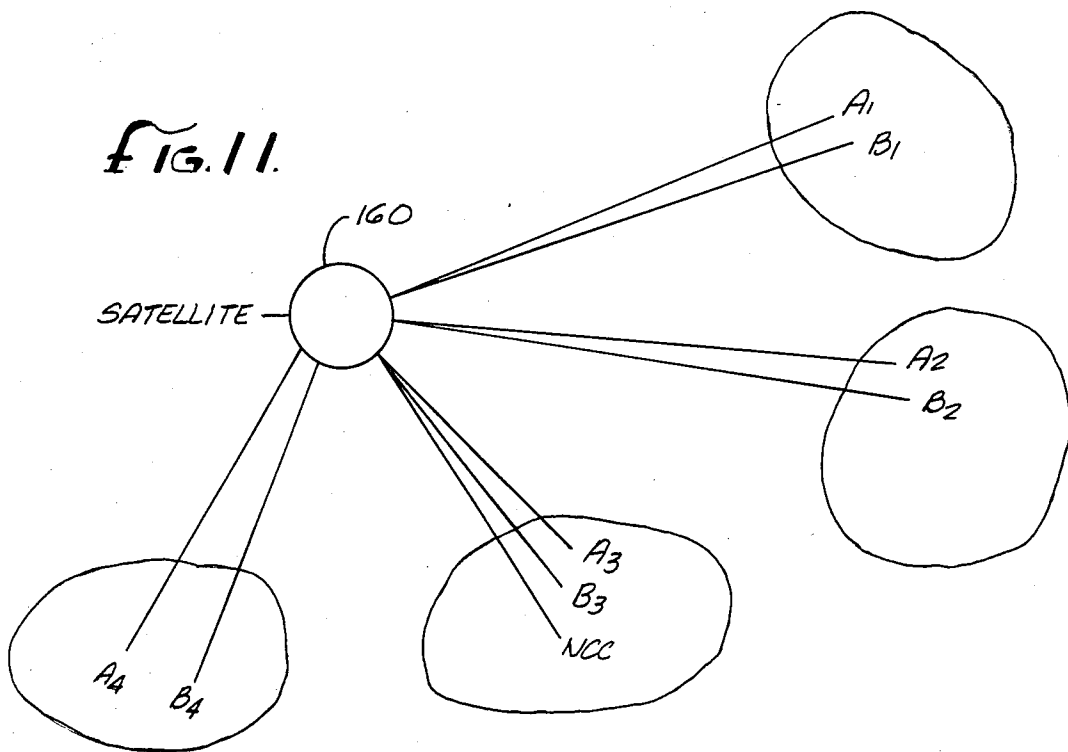 FIG. 11.
160
SATELLITE
A1
B1
A2
B2
A3
B3
NCC
A4
B4